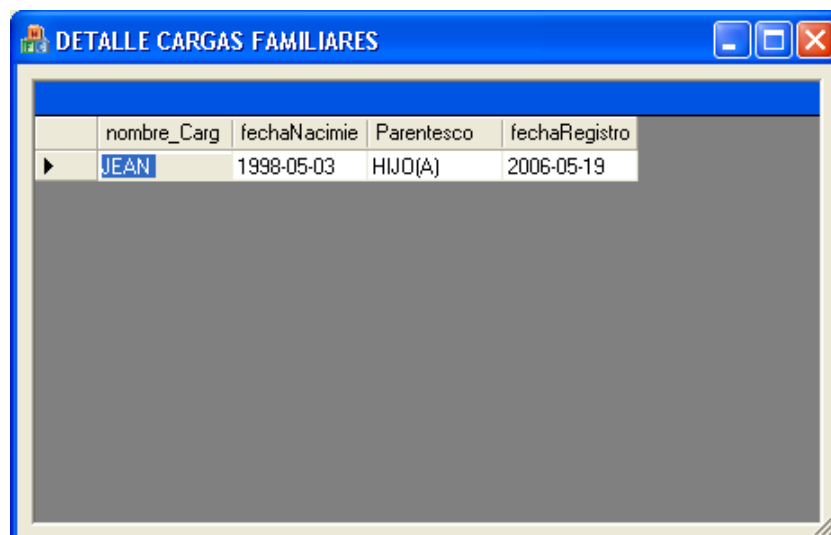 DETALLE CARGAS FAMILIARES
nombre_Carg fechaNacimie Parentesco fechaRegistro
JEAN 1998-05-03 HIJO(A) 2006-05-19